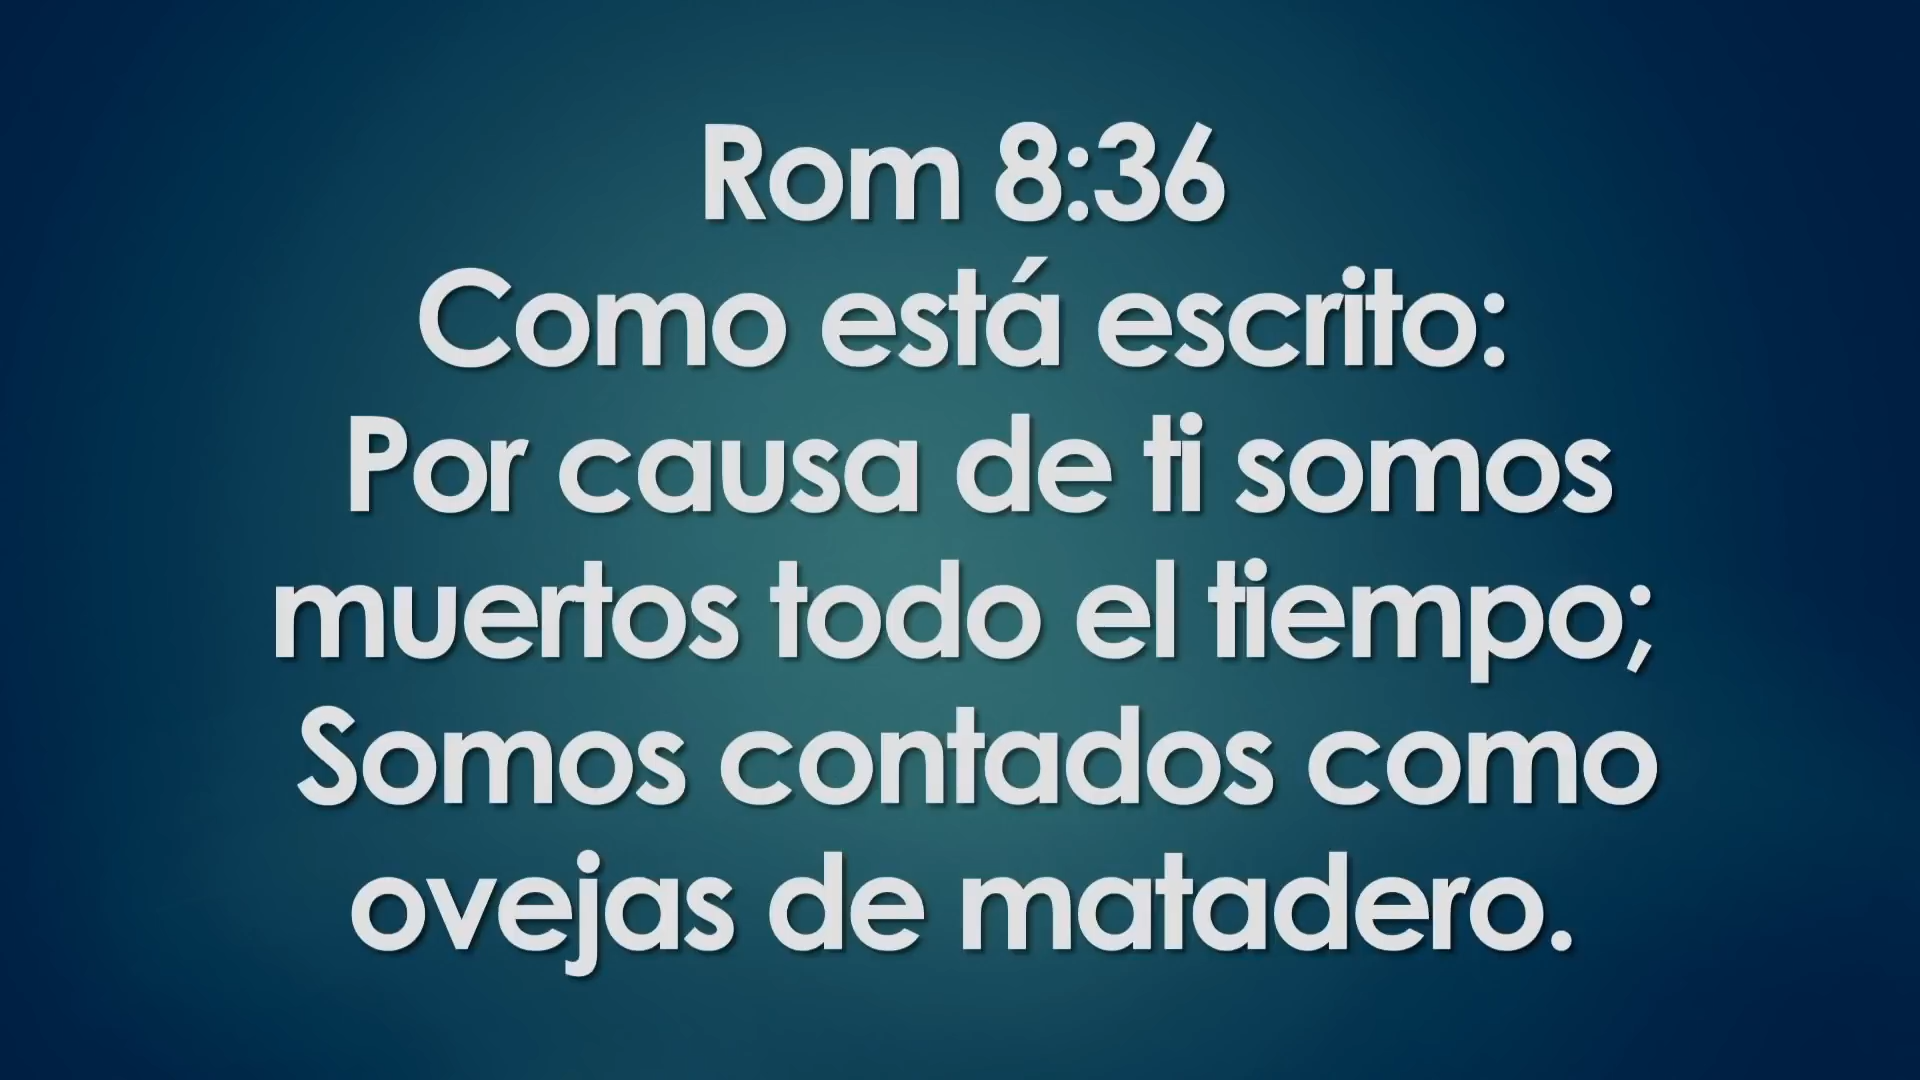 Rom 8:36
Como está escrito:
Por causa de ti somos
muertos todo el tiempo;
Somos contados como
ovejas de matadero.